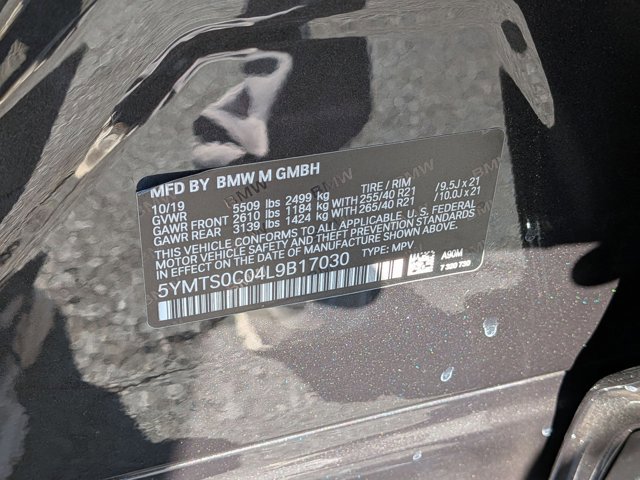 MFD BY BMW M GMBH
10/19
GVWR 5509 lbs 2499 kg TIRE / RIM
GAWR FRONT 2610 lbs 1184 kg WITH 255/40 R21 / 9.5J x 21
GAWR REAR 3139 lbs 1424 kg WITH 265/40 R21 / 10.0J x 21
THIS VEHICLE CONFORMS TO ALL APPLICABLE U. S. FEDERAL
MOTOR VEHICLE SAFETY AND THEFT PREVENTION STANDARDS
IN EFFECT ON THE DATE OF MANUFACTURE SHOWN ABOVE.
5YMTS0C04L9B17030 TYPE: MPV A90M